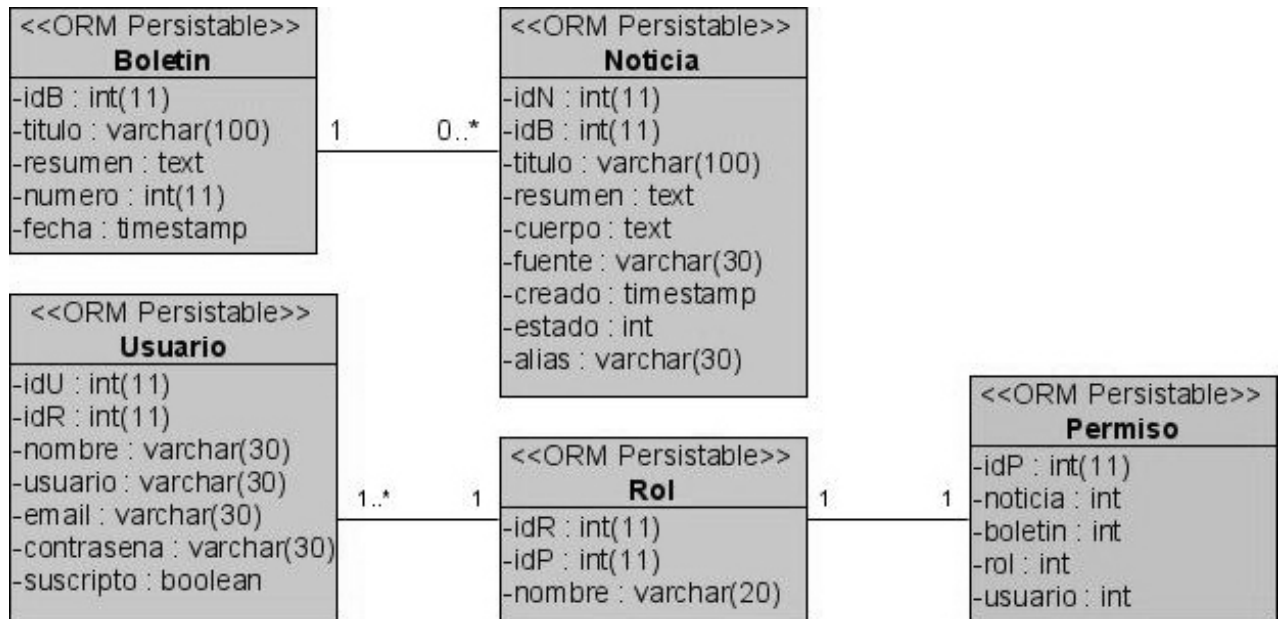 <<ORM Persistable>>
Boletin
-idB : int(11)
-titulo : varchar(100)
-resumen : text
-numero : int(11)
-fecha : timestamp
1
0..*
<<ORM Persistable>>
Noticia
-idN : int(11)
-idB : int(11)
-titulo : varchar(100)
-resumen : text
-cuerpo : text
-fuente : varchar(30)
-creado : timestamp
-estado : int
-alias : varchar(30)
<<ORM Persistable>>
Usuario
-idU : int(11)
-idR : int(11)
-nombre : varchar(30)
-usuario : varchar(30)
-email : varchar(30)
-contrasena : varchar(30)
-suscripto : boolean
1..*
1
<<ORM Persistable>>
Rol
-idR : int(11)
-idP : int(11)
-nombre : varchar(20)
1
1
<<ORM Persistable>>
Permiso
-idP : int(11)
-noticia : int
-boletin : int
-rol : int
-usuario : int